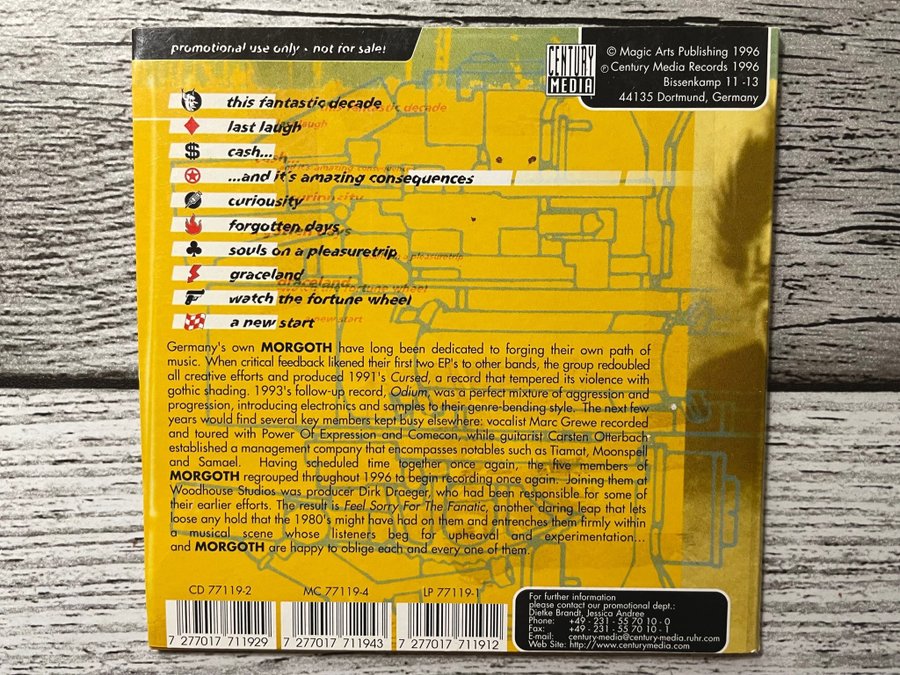 promotional use only - not for sale!
CENTURY
MEDIA
© Magic Arts Publishing 1996
℗ Century Media Records 1996
Bissenkamp 11 -13
44135 Dortmund, Germany
this fantastic decade
last laugh
$ cash...
...and it's amazing consequences
curiousity
forgotten days
souls on a pleasuretrip
graceland
watch the fortune wheel
a new start
Germany's own MORGOTH have long been dedicated to forging their own path of
music. When critical feedback likened their first two EP's to other bands, the group redoubled
all creative efforts and produced 1991's Cursed, a record that tempered its violence with
gothic shading. 1993's follow-up record, Odium, was a perfect mixture of aggression and
progression, introducing electronics and samples to their genre-bending style. The next few
years would find several key members kept busy elsewhere: vocalist Marc Grewe recorded
and toured with Power Of Expression and Comecon, while guitarist Carsten Otterbach
established a management company that encompasses notables such as Tiamat, Moonspell
and Samael. Having scheduled time together once again, the five members of
MORGOTH regrouped throughout 1996 to begin recording once again. Joining them at
Woodhouse Studios was producer Dirk Draeger, who had been responsible for some of
their earlier efforts. The result is Feel Sorry For The Fanatic, another daring leap that lets
loose any hold that the 1980's might have had on them and entrenches them firmly within
a musical scene whose listeners beg for upheaval and experimentation...
and MORGOTH are happy to oblige each and every one of them.
CD 77119-2 MC 77119-4 LP 77119-1
7 277017 711929 7 277017 711943 7 277017 711912
For further information
please contact our promotional dept.:
Dietke Brandt, Jessica Andree
Phone: +49 - 231 - 55 70 10 - 0
Fax: +49 - 231 - 55 70 10 - 1
E-mail: century-media@century-media.ruhr.com
Web Site: http://www.centurymedia.com